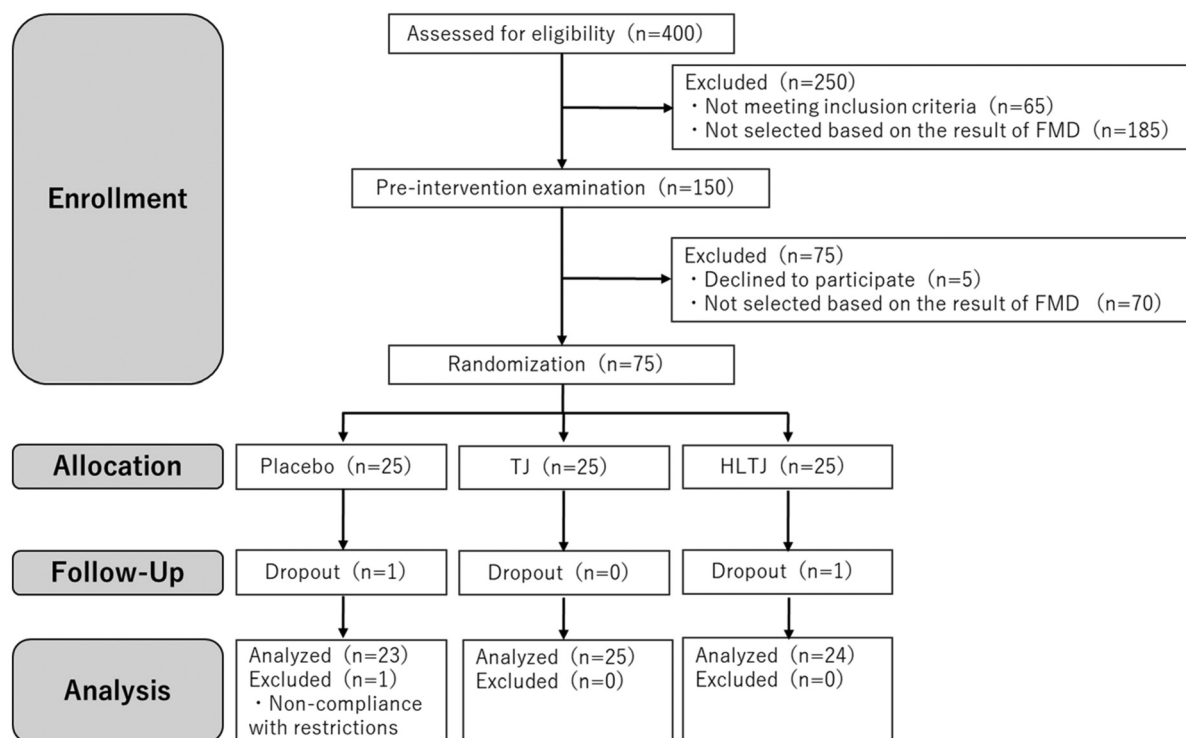 Assessed for eligibility (n=400)
Excluded (n=250)
・Not meeting inclusion criteria (n=65)
・Not selected based on the result of FMD (n=185)
Enrollment
Pre-intervention examination (n=150)
Excluded (n=75)
・Declined to participate (n=5)
・Not selected based on the result of FMD (n=70)
Randomization (n=75)
Allocation
Placebo (n=25)
TJ (n=25)
HLTJ (n=25)
Follow-Up
Dropout (n=1)
Dropout (n=0)
Dropout (n=1)
Analysis
Analyzed (n=23)
Excluded (n=1)
・Non-compliance
with restrictions
Analyzed (n=25)
Excluded (n=0)
Analyzed (n=24)
Excluded (n=0)